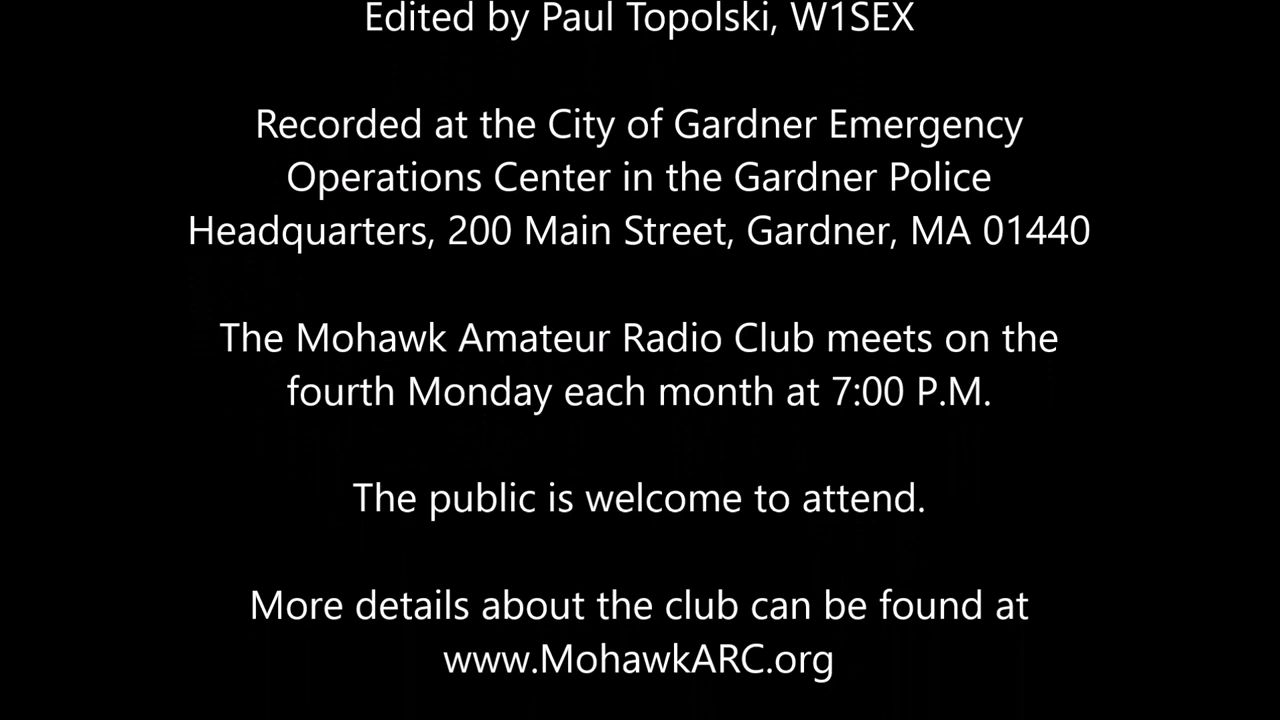 Edited by Paul Topolski, W1SEX
Recorded at the City of Gardner Emergency
Operations Center in the Gardner Police
Headquarters, 200 Main Street, Gardner, MA 01440
The Mohawk Amateur Radio Club meets on the
fourth Monday each month at 7:00 P.M.
The public is welcome to attend.
More details about the club can be found at
www.MohawkARC.org